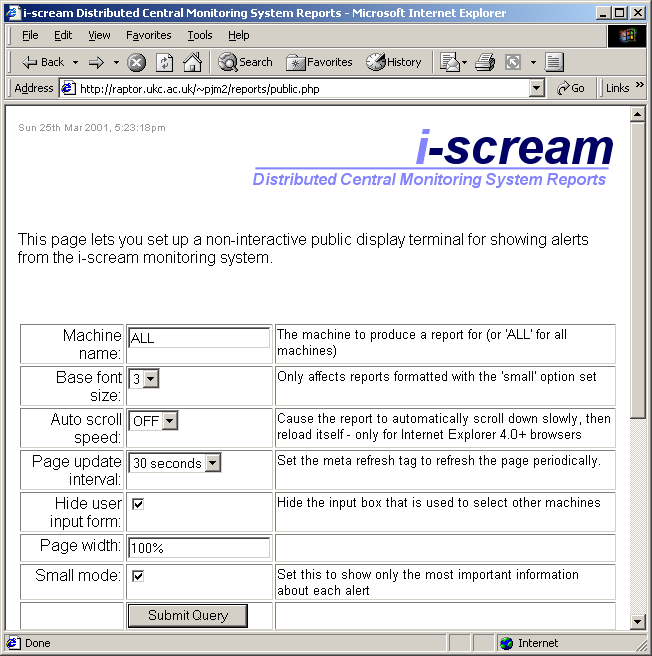 i-scream Distributed Central Monitoring System Reports - Microsoft Internet Explorer
File Edit View Favorites Tools Help
Back Search Favorites History
Address http://raptor.ukc.ac.uk/~pjm2/reports/public.php Go Links »
Sun 25th Mar 2001, 5:23:18pm
i-scream
Distributed Central Monitoring System Reports
This page lets you set up a non-interactive public display terminal for showing alerts
from the i-scream monitoring system.
Machine
name:
ALL
The machine to produce a report for (or 'ALL' for all
machines)
Base font
size:
3
Only affects reports formatted with the 'small' option set
Auto scroll
speed:
OFF
Cause the report to automatically scroll down slowly, then
reload itself - only for Internet Explorer 4.0+ browsers
Page update
interval:
30 seconds
Set the meta refresh tag to refresh the page periodically.
Hide user
input form:
Hide the input box that is used to select other machines
Page width:
100%
Small mode:
Set this to show only the most important information
about each alert
Submit Query
Done Internet